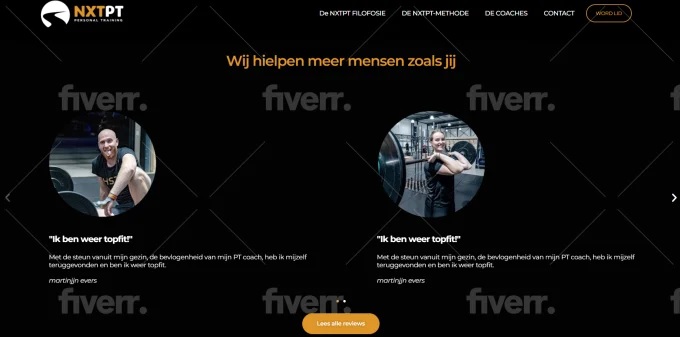 NXTPT
PERSONAL TRAINING
De NXTPT FILOFOSIE
DE NXTPT-METHODE
DE COACHES
CONTACT
WORD LID
Wij hielpen meer mensen zoals jij
fiverr. fiverr. fiverr.
"Ik ben weer topfit!"
Met de steun vanuit mijn gezin, de bevlogenheid van mijn PT coach, heb ik mijzelf
teruggevonden en ben ik weer topfit.
martinjjn evers
"Ik ben weer topfit!"
Met de steun vanuit mijn gezin, de bevlogenheid van mijn PT coach, heb ik mijzelf
teruggevonden en ben ik weer topfit.
martinjjn evers
fiverr. fiverr. fiverr.
Lees alle reviews